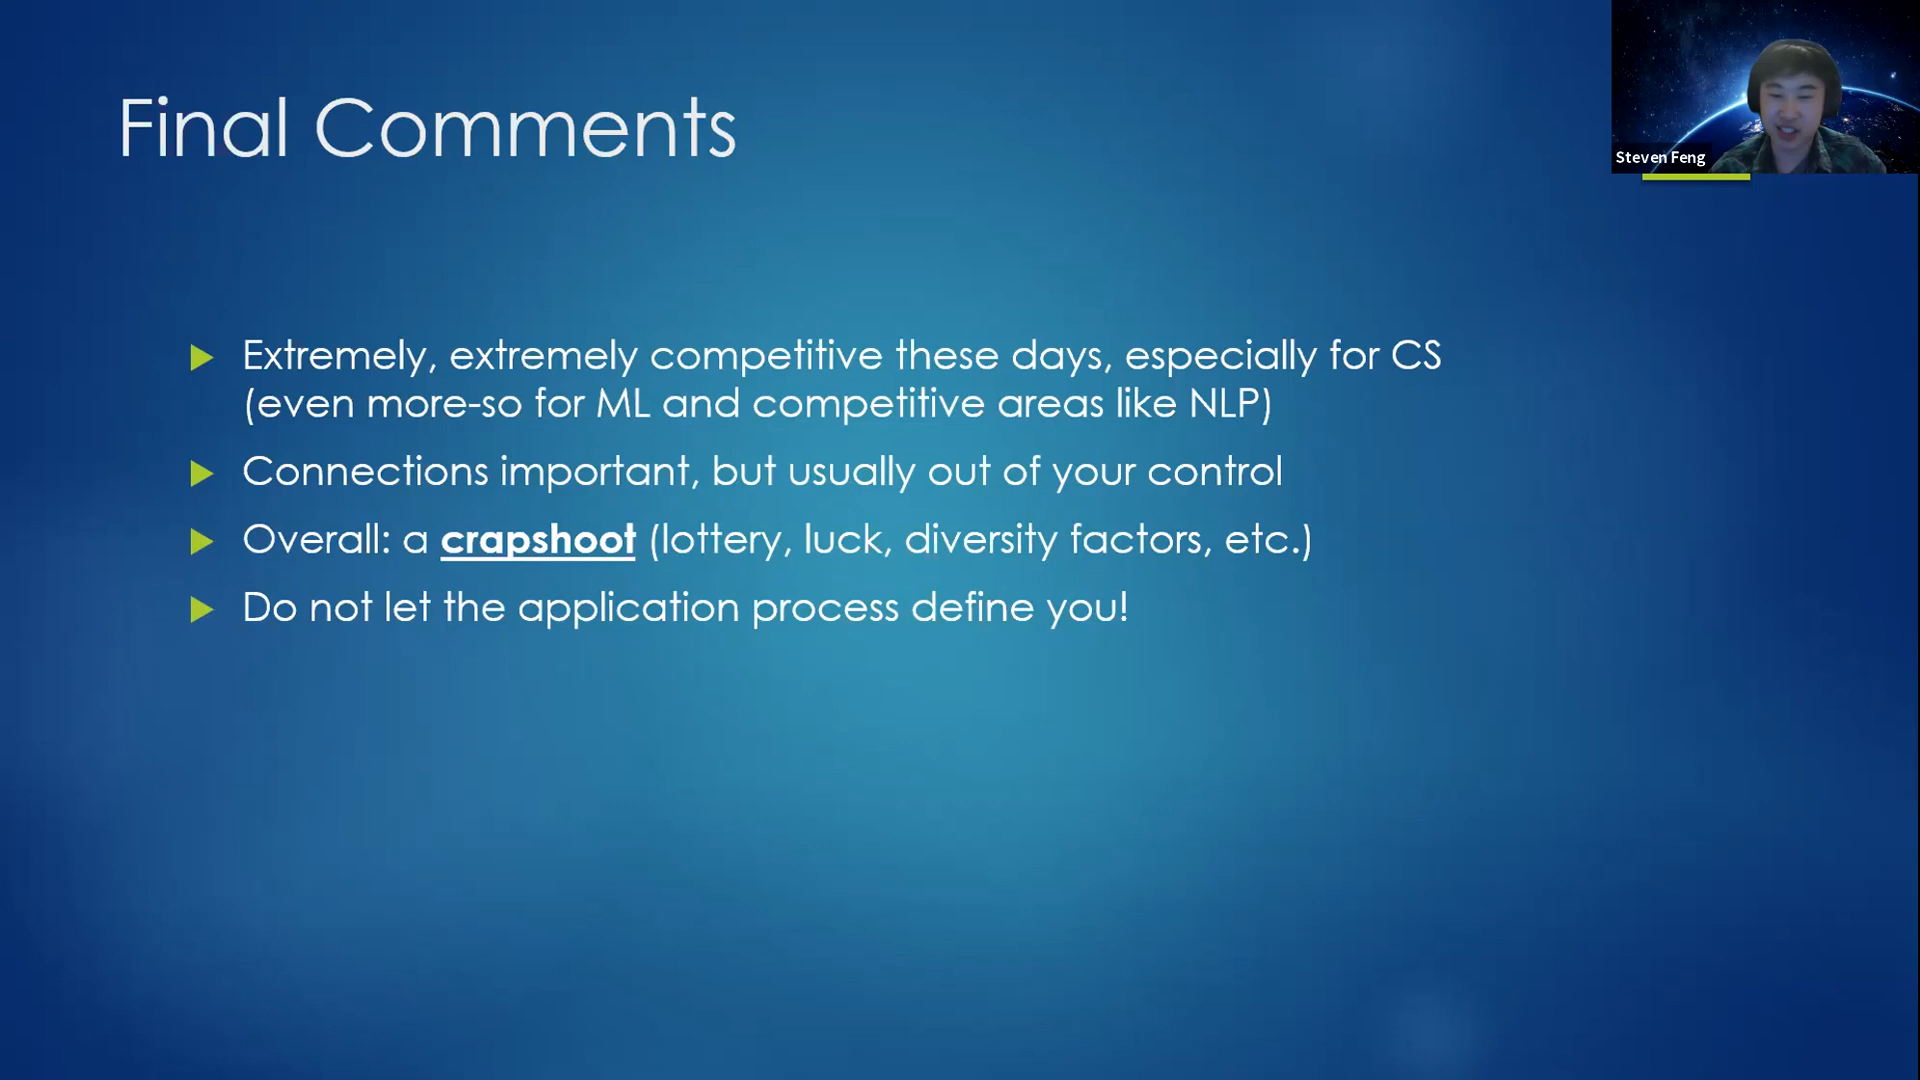 Final Comments
Steven Feng
Extremely, extremely competitive these days, especially for CS
(even more-so for ML and competitive areas like NLP)
Connections important, but usually out of your control
Overall: a crapshoot (lottery, luck, diversity factors, etc.)
Do not let the application process define you!